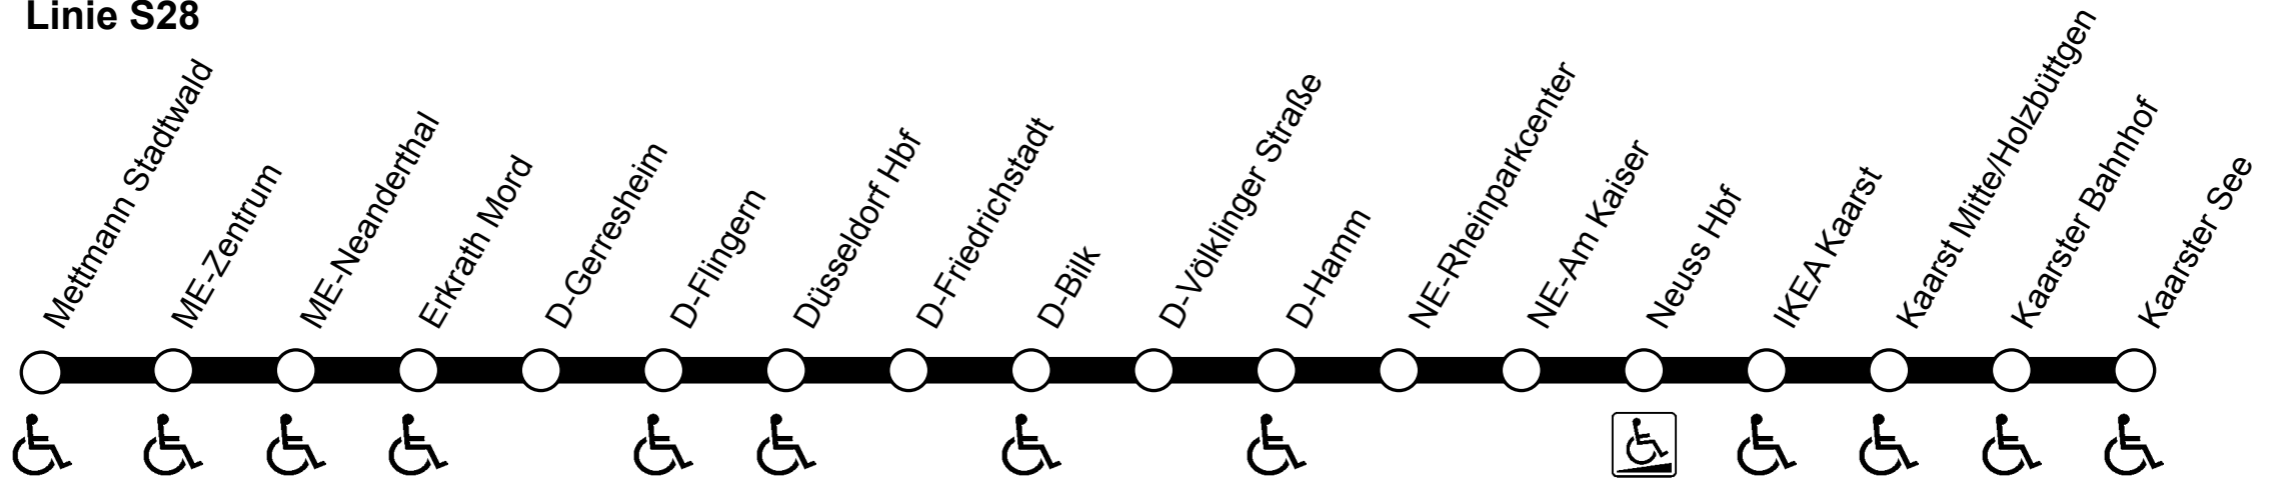 Linie S28
Mettmann Stadtwald
ME-Zentrum
ME-Neanderthal
Erkrath Mord
D-Gerresheim
D-Flingern
Düsseldorf Hbf
D-Friedrichstadt
D-Bilk
D-Völklinger Straße
D-Hamm
NE-Rheinparkcenter
NE-Am Kaiser
Neuss Hbf
IKEA Kaarst
Kaarst Mitte/Holzbüttgen
Kaarster Bahnhof
Kaarster See